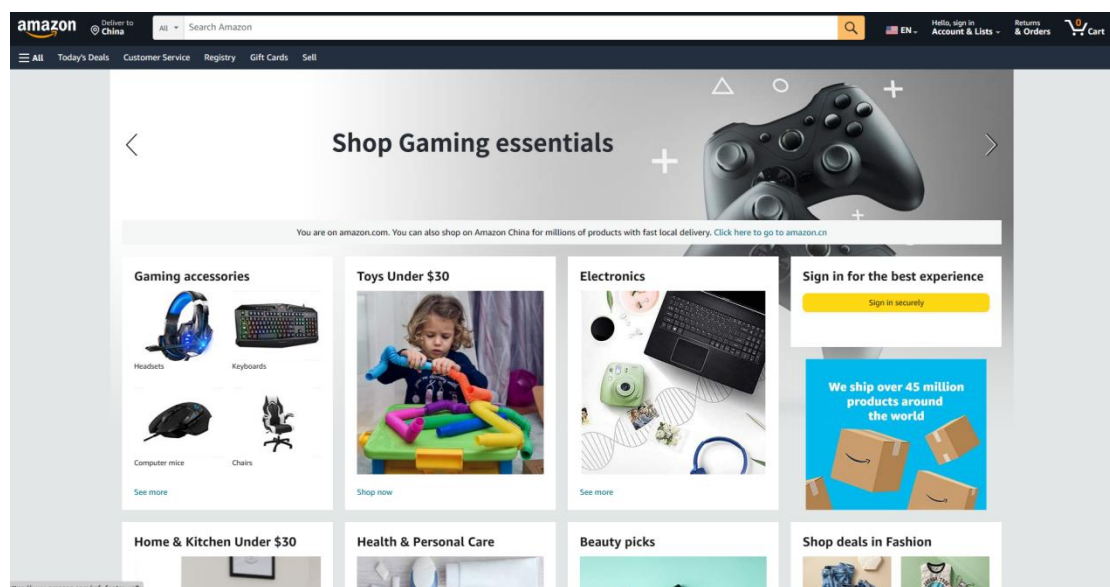 amazon
Deliver to
China
All
Search Amazon
EN
Hello, sign in
Account & Lists
Returns
& Orders
0
Cart
All
Today's Deals
Customer Service
Registry
Gift Cards
Sell
Shop Gaming essentials
You are on amazon.com. You can also shop on Amazon China for millions of products with fast local delivery. Click here to go to amazon.cn
Gaming accessories
Headsets
Keyboards
Computer mice
Chairs
See more
Toys Under $30
Shop now
Electronics
See more
Sign in for the best experience
Sign in securely
We ship over 45 million
products around
the world
Home & Kitchen Under $30
Health & Personal Care
Beauty picks
Shop deals in Fashion